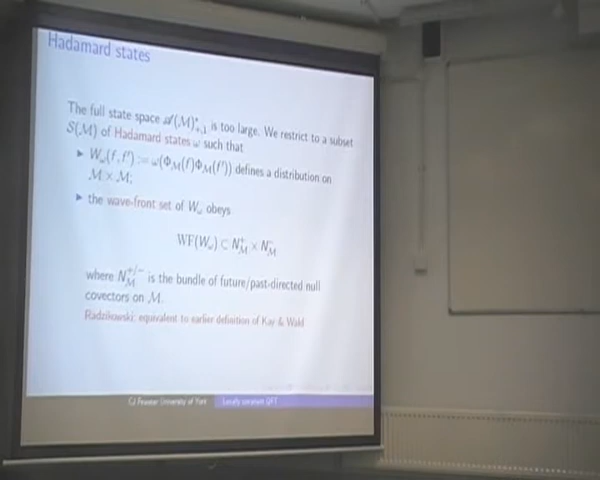 Hadamard states
The full state space 𝒜(ℳ)*₊,₁ is too large. We restrict to a subset
𝒮(ℳ) of Hadamard states ω such that
▶ W_ω(f, f′) := ω(Φ_ℳ(f)Φ_ℳ(f′)) defines a distribution on
ℳ × ℳ;
▶ the wave-front set of W_ω obeys
WF(W_ω) ⊂ N⁺_ℳ × N⁻_ℳ
where N^{+/−}_ℳ is the bundle of future/past-directed null
covectors on ℳ.
Radzikowski: equivalent to earlier definition of Kay & Wald
CJ Fewster University of York
Locally covariant QFT